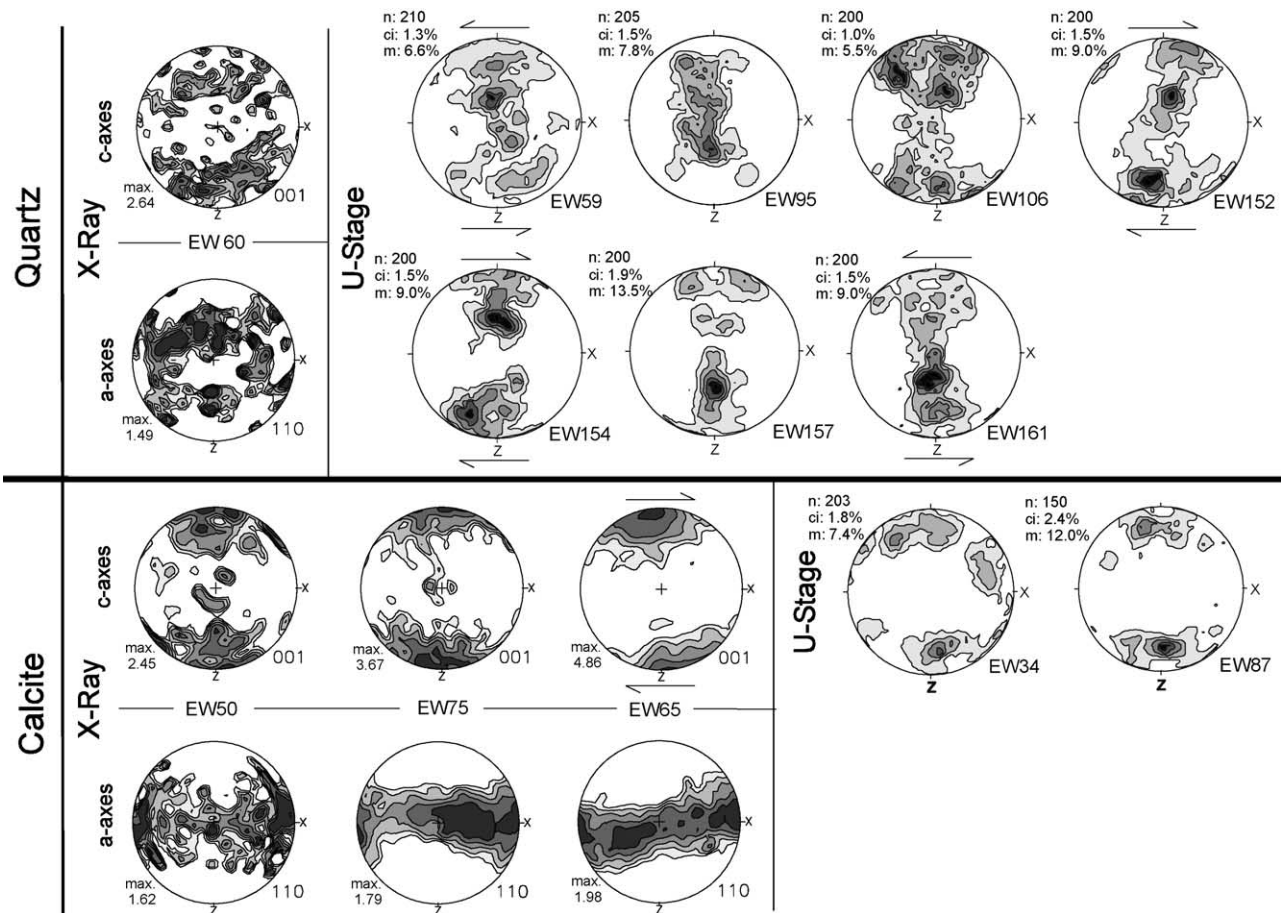 Quartz
X-Ray
c-axes
max.
2.64
001
X
Z
EW60
a-axes
max.
1.49
110
X
Z
U-Stage
n: 210
ci: 1.3%
m: 6.6%
X
Z
EW59
n: 205
ci: 1.5%
m: 7.8%
X
Z
EW95
n: 200
ci: 1.0%
m: 5.5%
X
Z
EW106
n: 200
ci: 1.5%
m: 9.0%
X
Z
EW152
n: 200
ci: 1.5%
m: 9.0%
X
Z
EW154
n: 200
ci: 1.9%
m: 13.5%
X
Z
EW157
n: 200
ci: 1.5%
m: 9.0%
X
Z
EW161
Calcite
X-Ray
c-axes
max.
2.45
001
X
Z
max.
3.67
001
X
Z
max.
4.86
001
X
Z
EW50
EW75
EW65
a-axes
max.
1.62
110
X
Z
max.
1.79
110
X
Z
max.
1.98
110
X
Z
U-Stage
n: 203
ci: 1.8%
m: 7.4%
X
Z
EW34
n: 150
ci: 2.4%
m: 12.0%
X
Z
EW87